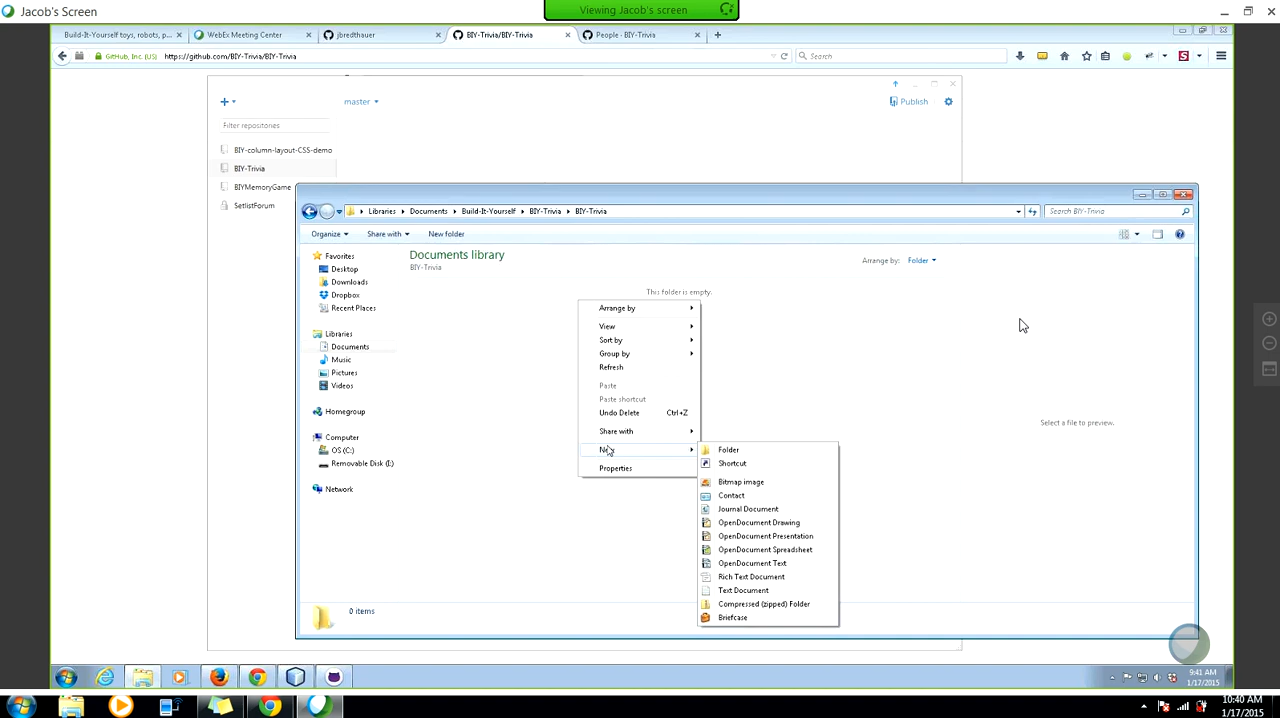 Jacob's Screen
Viewing Jacob's screen
Build-It-Yourself toys, robots, p...
WebEx Meeting Center
jbredthauer
BIY-Trivia/BIY-Trivia
People · BIY-Trivia
GitHub, Inc. (US)
https://github.com/BIY-Trivia/BIY-Trivia
Search
master
Publish
Filter repositories
BIY-column-layout-CSS-demo
BIY-Trivia
BIYMemoryGame
SetlistForum
Libraries
Documents
Build-It-Yourself
BIY-Trivia
BIY-Trivia
Search BIY-Trivia
Organize
Share with
New folder
Favorites
Desktop
Downloads
Dropbox
Recent Places
Libraries
Documents
Music
Pictures
Videos
Homegroup
Computer
OS (C:)
Removable Disk (I:)
Network
Documents library
BIY-Trivia
Arrange by:
Folder
This folder is empty.
Arrange by
View
Sort by
Group by
Refresh
Paste
Paste shortcut
Undo Delete Ctrl+Z
Share with
Properties
Folder
Shortcut
Bitmap image
Contact
Journal Document
OpenDocument Drawing
OpenDocument Presentation
OpenDocument Spreadsheet
OpenDocument Text
Rich Text Document
Text Document
Compressed (zipped) Folder
Briefcase
Select a file to preview.
0 items
9:41 AM
1/17/2015
10:40 AM
1/17/2015